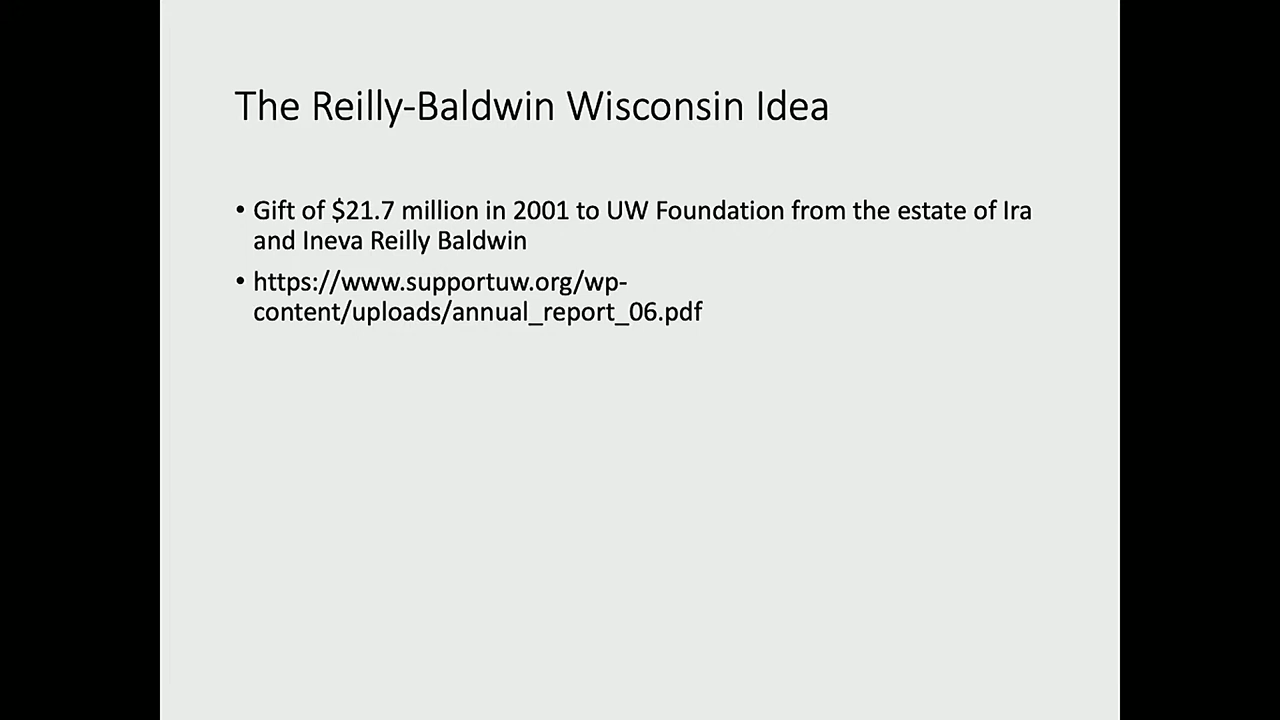 The Reilly-Baldwin Wisconsin Idea
• Gift of $21.7 million in 2001 to UW Foundation from the estate of Ira
and Ineva Reilly Baldwin
• https://www.supportuw.org/wp-
content/uploads/annual_report_06.pdf